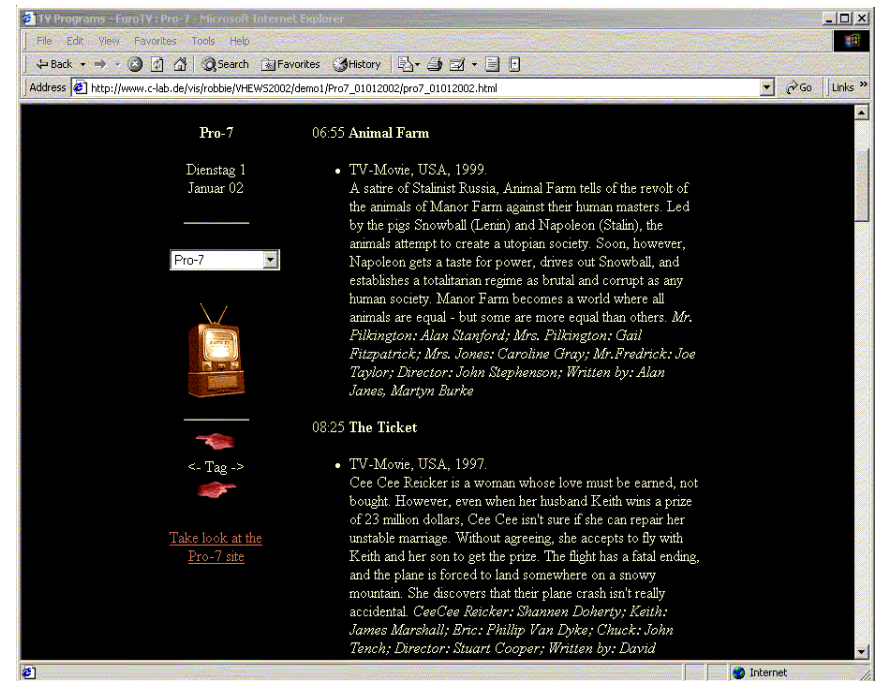 TV Programs - EuroTV : Pro-7 - Microsoft Internet Explorer
File Edit View Favorites Tools Help
Back Search Favorites History
Address http://www.c-lab.de/vis/robbie/VHEWS2002/demo1/Pro7_01012002/pro7_01012002.html Go Links »
Pro-7
Dienstag 1
Januar 02
Pro-7
EURO TV
<- Tag ->
Take look at the
Pro-7 site
06:55 Animal Farm
• TV-Movie, USA, 1999.
A satire of Stalinist Russia, Animal Farm tells of the revolt of
the animals of Manor Farm against their human masters. Led
by the pigs Snowball (Lenin) and Napoleon (Stalin), the
animals attempt to create a utopian society. Soon, however,
Napoleon gets a taste for power, drives out Snowball, and
establishes a totalitarian regime as brutal and corrupt as any
human society. Manor Farm becomes a world where all
animals are equal - but some are more equal than others. Mr.
Pilkington: Alan Stanford; Mrs. Pilkington: Gail
Fitzpatrick; Mrs. Jones: Caroline Gray; Mr.Fredrick: Joe
Taylor; Director: John Stephenson; Written by: Alan
Janes, Martyn Burke
08:25 The Ticket
• TV-Movie, USA, 1997.
Cee Cee Reicker is a woman whose love must be earned, not
bought. However, even when her husband Keith wins a prize
of 23 million dollars, Cee Cee isn't sure if she can repair her
unstable marriage. Without agreeing, she accepts to fly with
Keith and her son to get the prize. The flight has a fatal ending,
and the plane is forced to land somewhere on a snowy
mountain. She discovers that their plane crash isn't really
accidental. CeeCee Reicker: Shannen Doherty; Keith:
James Marshall; Eric: Phillip Van Dyke; Chuck: John
Tench; Director: Stuart Cooper; Written by: David
Internet